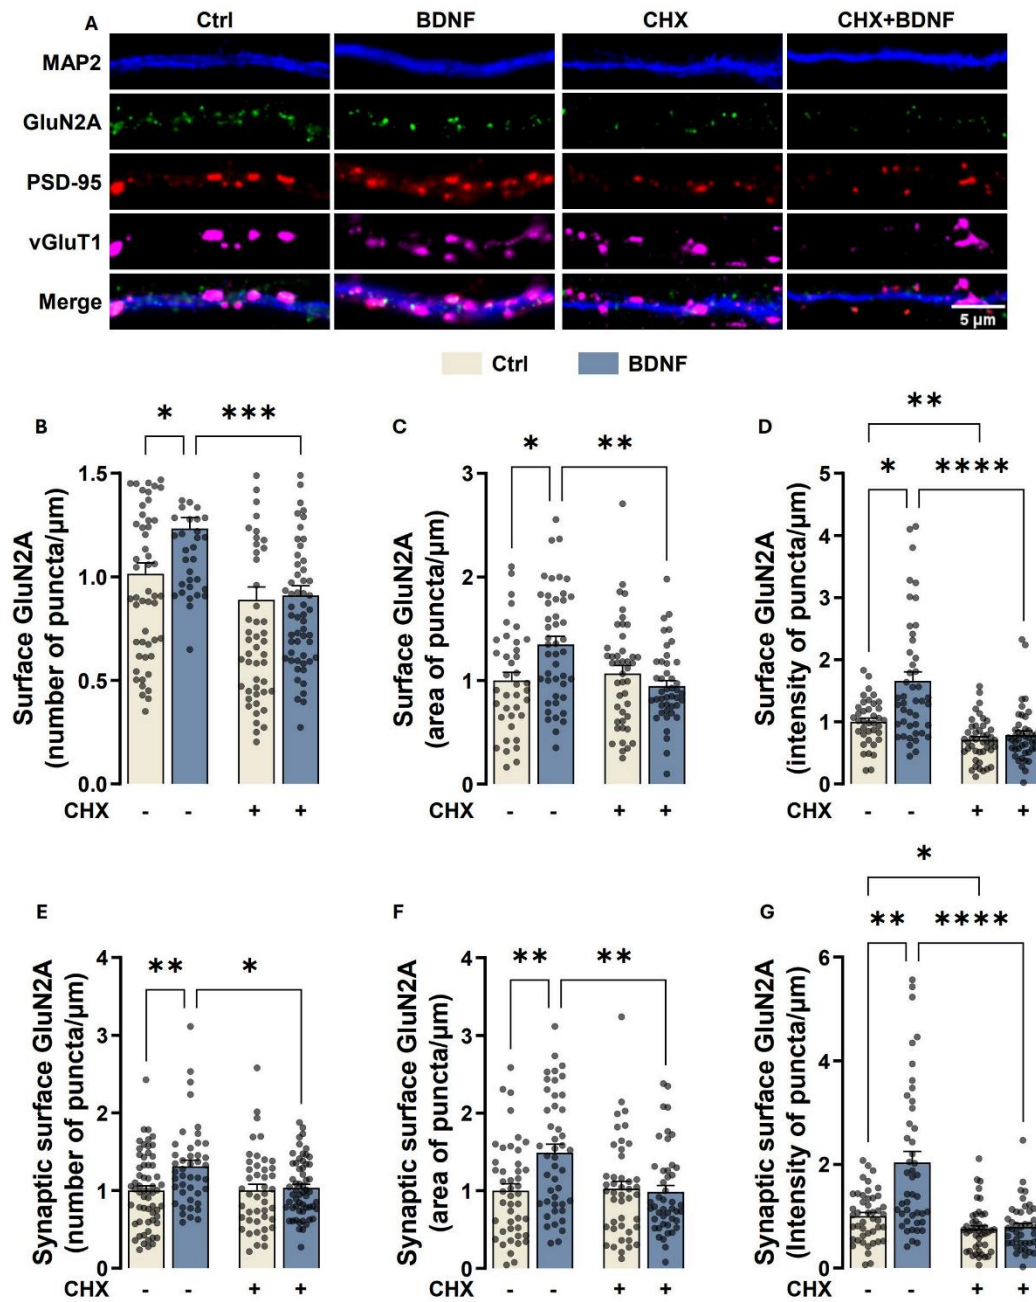 A
Ctrl BDNF CHX CHX+BDNF
MAP2
GluN2A
PSD-95
vGluT1
Merge
5 µm
Ctrl BDNF
B
* ***
Surface GluN2A
(number of puncta/µm)
1.5
1.0
0.5
0.0
CHX - - + +
C
* **
Surface GluN2A
(area of puncta/µm)
3
2
1
0
CHX - - + +
D
**
* ****
Surface GluN2A
(intensity of puncta/µm)
5
4
3
2
1
0
CHX - - + +
E
** *
Synaptic surface GluN2A
(number of puncta/µm)
4
3
2
1
0
CHX - - + +
F
** **
Synaptic surface GluN2A
(area of puncta/µm)
4
3
2
1
0
CHX - - + +
G
*
** ****
Synaptic surface GluN2A
(Intensity of puncta/µm)
6
4
2
0
CHX - - + +